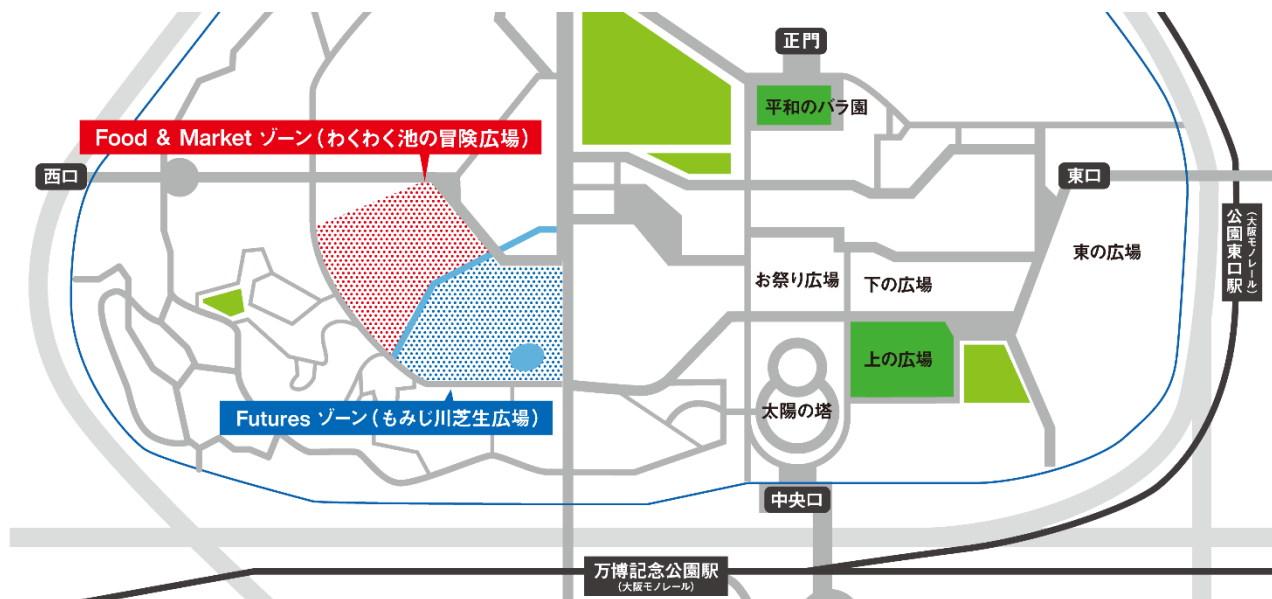 正門
平和のバラ園
Food & Market ゾーン（わくわく池の冒険広場）
西口
東口
公園東口駅
（大阪モノレール）
東の広場
お祭り広場
下の広場
上の広場
太陽の塔
Futures ゾーン（もみじ川芝生広場）
中央口
万博記念公園駅
（大阪モノレール）